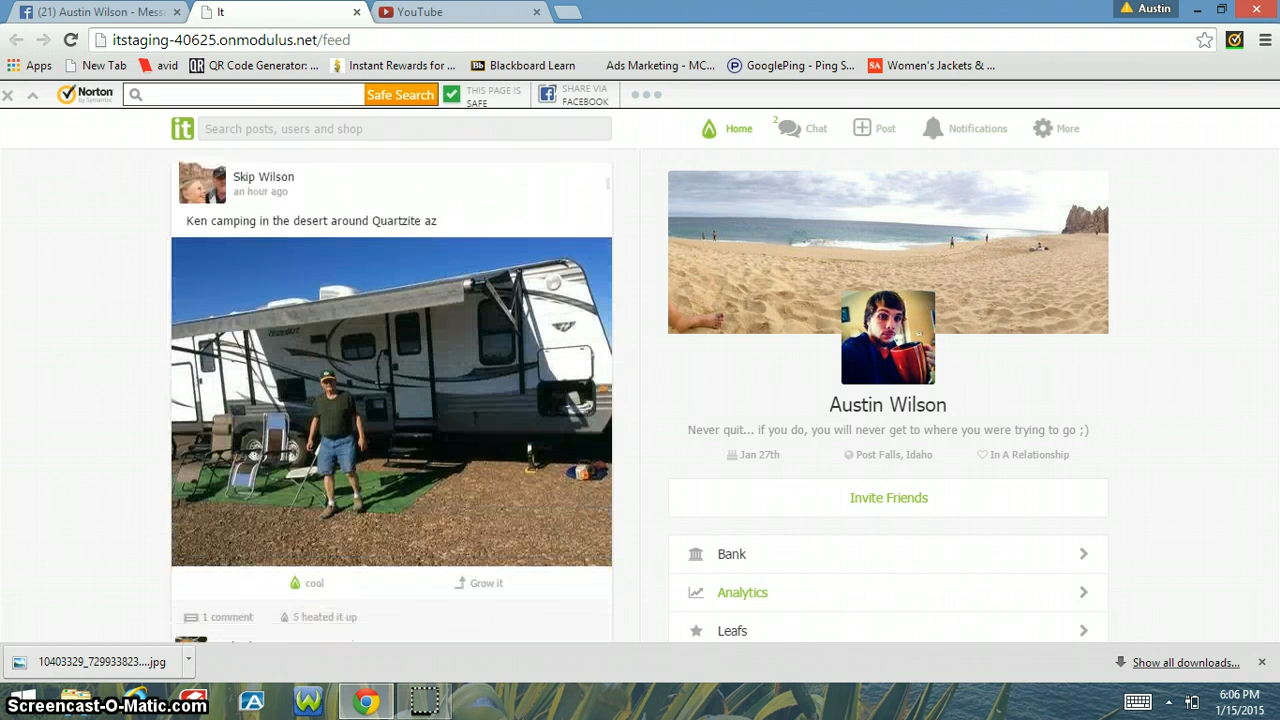 (21) Austin Wilson - Messa
It
YouTube
Austin
itstaging-40625.onmodulus.net/feed
Apps
New Tab
avid
QR Code Generator: ...
Instant Rewards for ...
Blackboard Learn
Ads Marketing - MC...
GooglePing - Ping S...
Women's Jackets & ...
Norton
by Symantec
Safe Search
THIS PAGE IS
SAFE
SHARE VIA
FACEBOOK
it
Search posts, users and shop
Home
2
Chat
Post
Notifications
More
Skip Wilson
an hour ago
Ken camping in the desert around Quartzite az
cool
Grow it
1 comment
5 heated it up
Austin Wilson
Never quit... if you do, you will never get to where you were trying to go ;)
Jan 27th
Post Falls, Idaho
In A Relationship
Invite Friends
Bank
Analytics
Leafs
10403329_729933823....jpg
Show all downloads...
Screencast-O-Matic.com
6:06 PM
1/15/2015